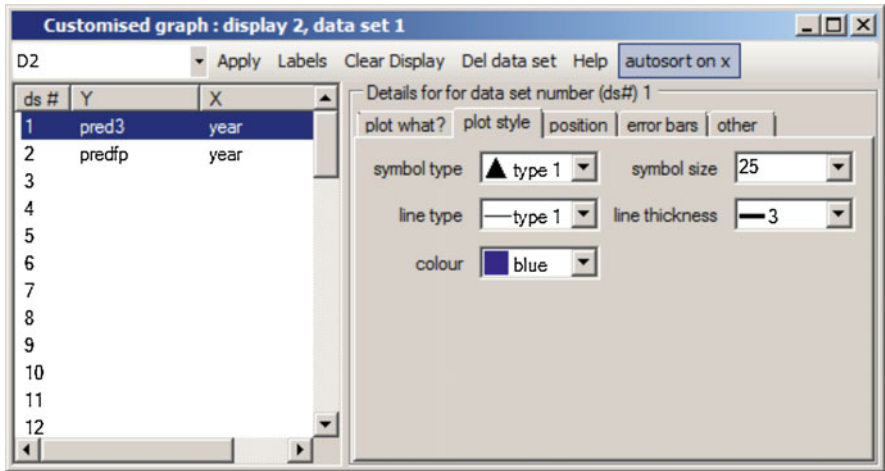 Customised graph : display 2, data set 1
D2 Apply Labels Clear Display Del data set Help autosort on x
ds # Y X
1 pred3 year
2 predfp year
3
4
5
6
7
8
9
10
11
12
Details for for data set number (ds#) 1
plot what? plot style position error bars other
symbol type type 1 symbol size 25
line type type 1 line thickness 3
colour blue